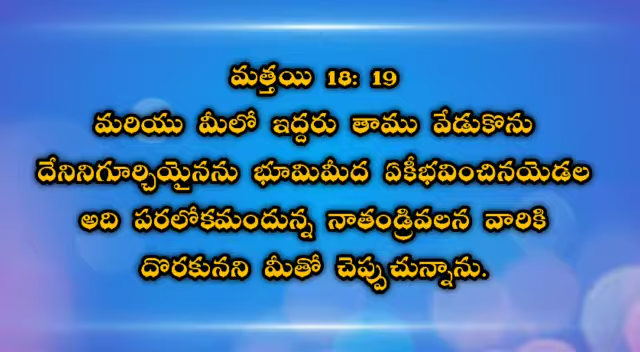 మత్తయి 18: 19
మరియు మీలో ఇద్దరు తాము వేడుకొను
దేనినిగూర్చియైనను భూమిమీద ఏకీభవించినయెడల
అది పరలోకమందున్న నాతండ్రివలన వారికి
దొరకునని మీతో చెప్పుచున్నాను.